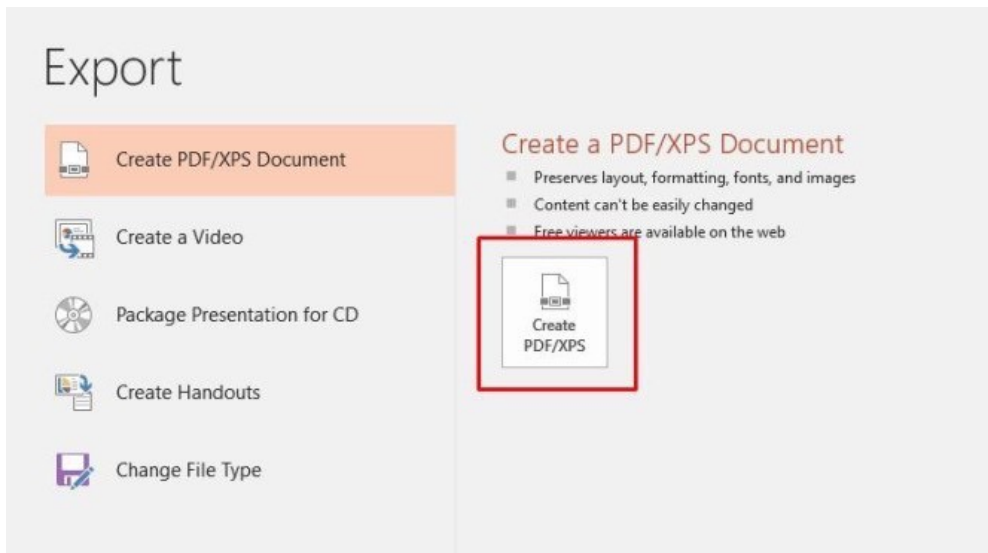 Export
Create PDF/XPS Document
Create a Video
Package Presentation for CD
Create Handouts
Change File Type
Create a PDF/XPS Document
Preserves layout, formatting, fonts, and images
Content can't be easily changed
Free viewers are available on the web
Create
PDF/XPS